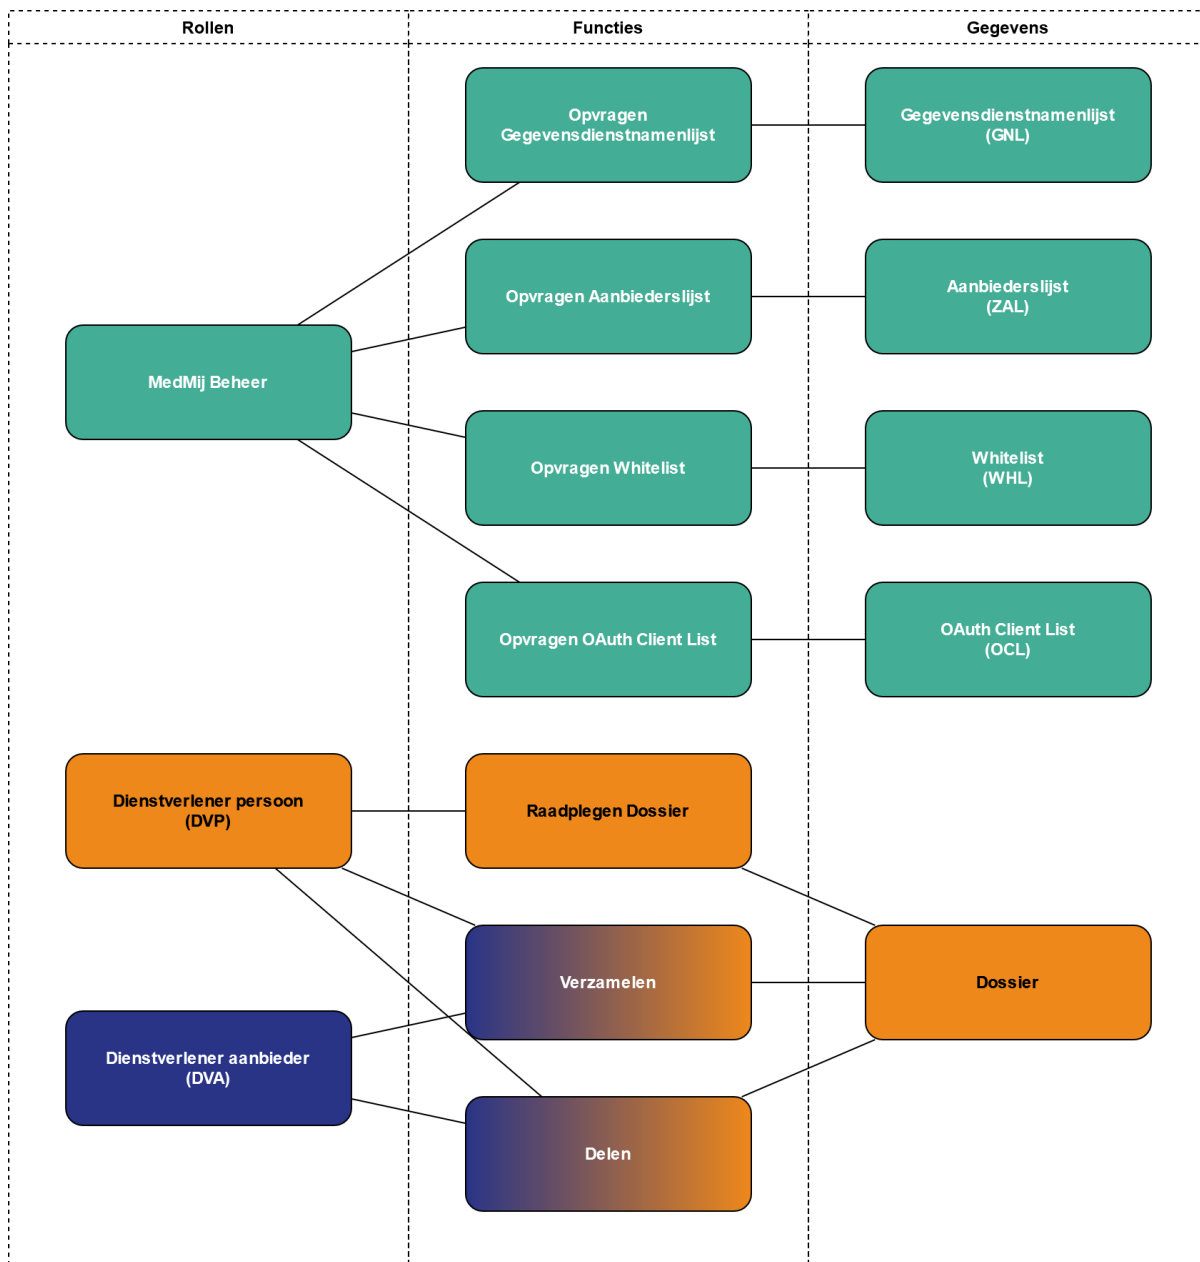 Rollen
Functies
Gegevens
Opvragen
Gegevensdienstnamenlijst
Gegevensdienstnamenlijst
(GNL)
Opvragen Aanbiederslijst
Aanbiederslijst
(ZAL)
MedMij Beheer
Opvragen Whitelist
Whitelist
(WHL)
Opvragen OAuth Client List
OAuth Client List
(OCL)
Dienstverlener persoon
(DVP)
Raadplegen Dossier
Verzamelen
Dossier
Dienstverlener aanbieder
(DVA)
Delen